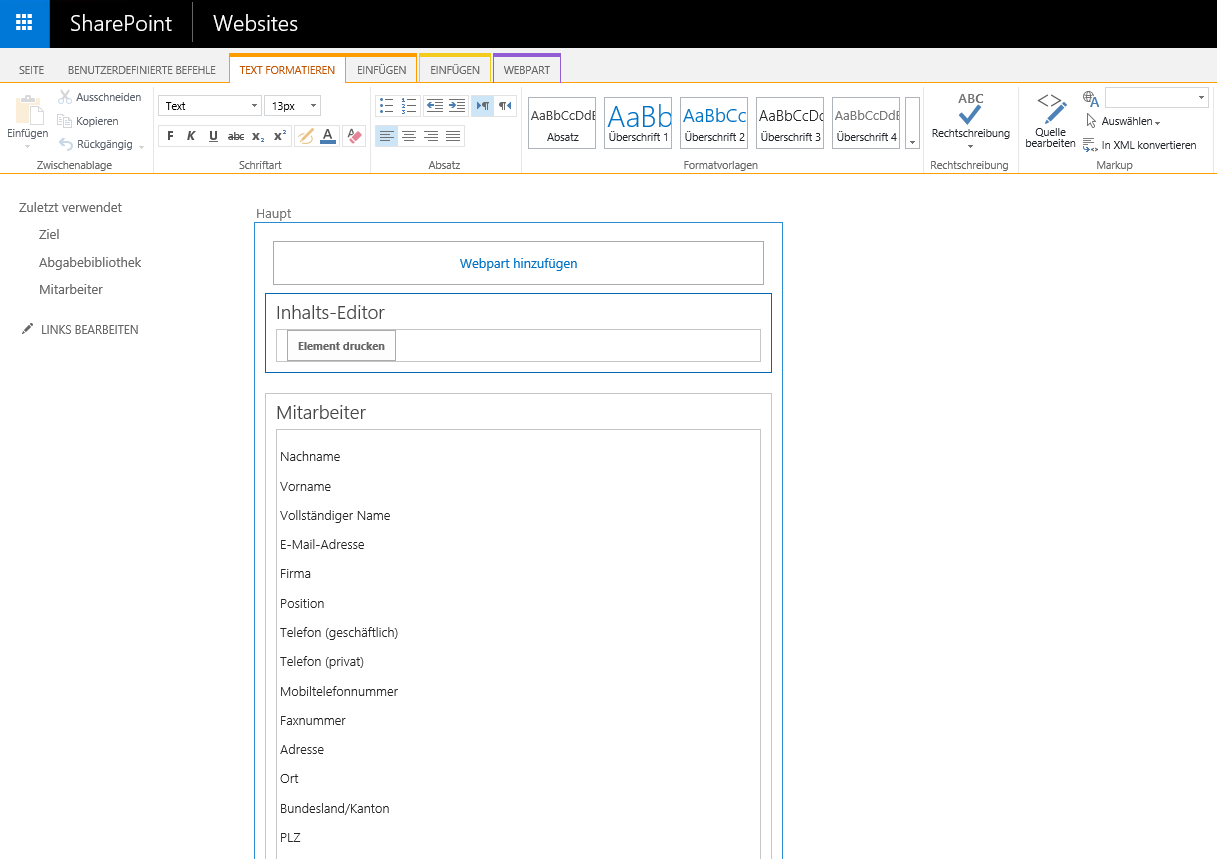 SharePoint Websites
SEITE BENUTZERDEFINIERTE BEFEHLE TEXT FORMATIEREN EINFÜGEN EINFÜGEN WEBPART
Einfügen
Ausschneiden
Kopieren
Rückgängig
Zwischenablage
Text 13px
F K U abc x₂ x² A
Schriftart
Absatz
AaBbCcDdE
Absatz
AaBb
Überschrift 1
AaBbCc
Überschrift 2
AaBbCcDc
Überschrift 3
AaBbCcDdE
Überschrift 4
Formatvorlagen
ABC
Rechtschreibung
Rechtschreibung
Quelle
bearbeiten
Auswählen
In XML konvertieren
Markup
Zuletzt verwendet
Ziel
Abgabebibliothek
Mitarbeiter
LINKS BEARBEITEN
Haupt
Webpart hinzufügen
Inhalts-Editor
Element drucken
Mitarbeiter
Nachname
Vorname
Vollständiger Name
E-Mail-Adresse
Firma
Position
Telefon (geschäftlich)
Telefon (privat)
Mobiltelefonnummer
Faxnummer
Adresse
Ort
Bundesland/Kanton
PLZ